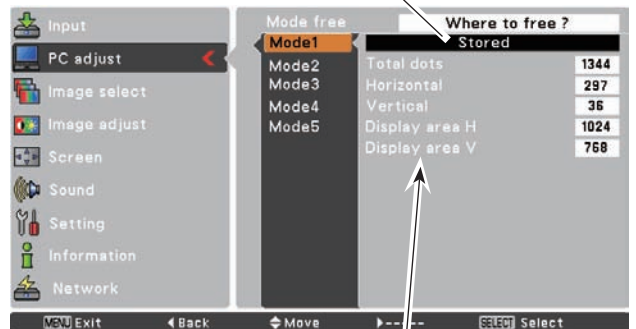 Input
PC adjust
Image select
Image adjust
Screen
Sound
Setting
Information
Network
Mode free
Where to free ?
Mode1
Mode2
Mode3
Mode4
Mode5
Stored
Total dots 1344
Horizontal 297
Vertical 36
Display area H 1024
Display area V 768
MENU Exit
Back
Move
-----
SELECT Select